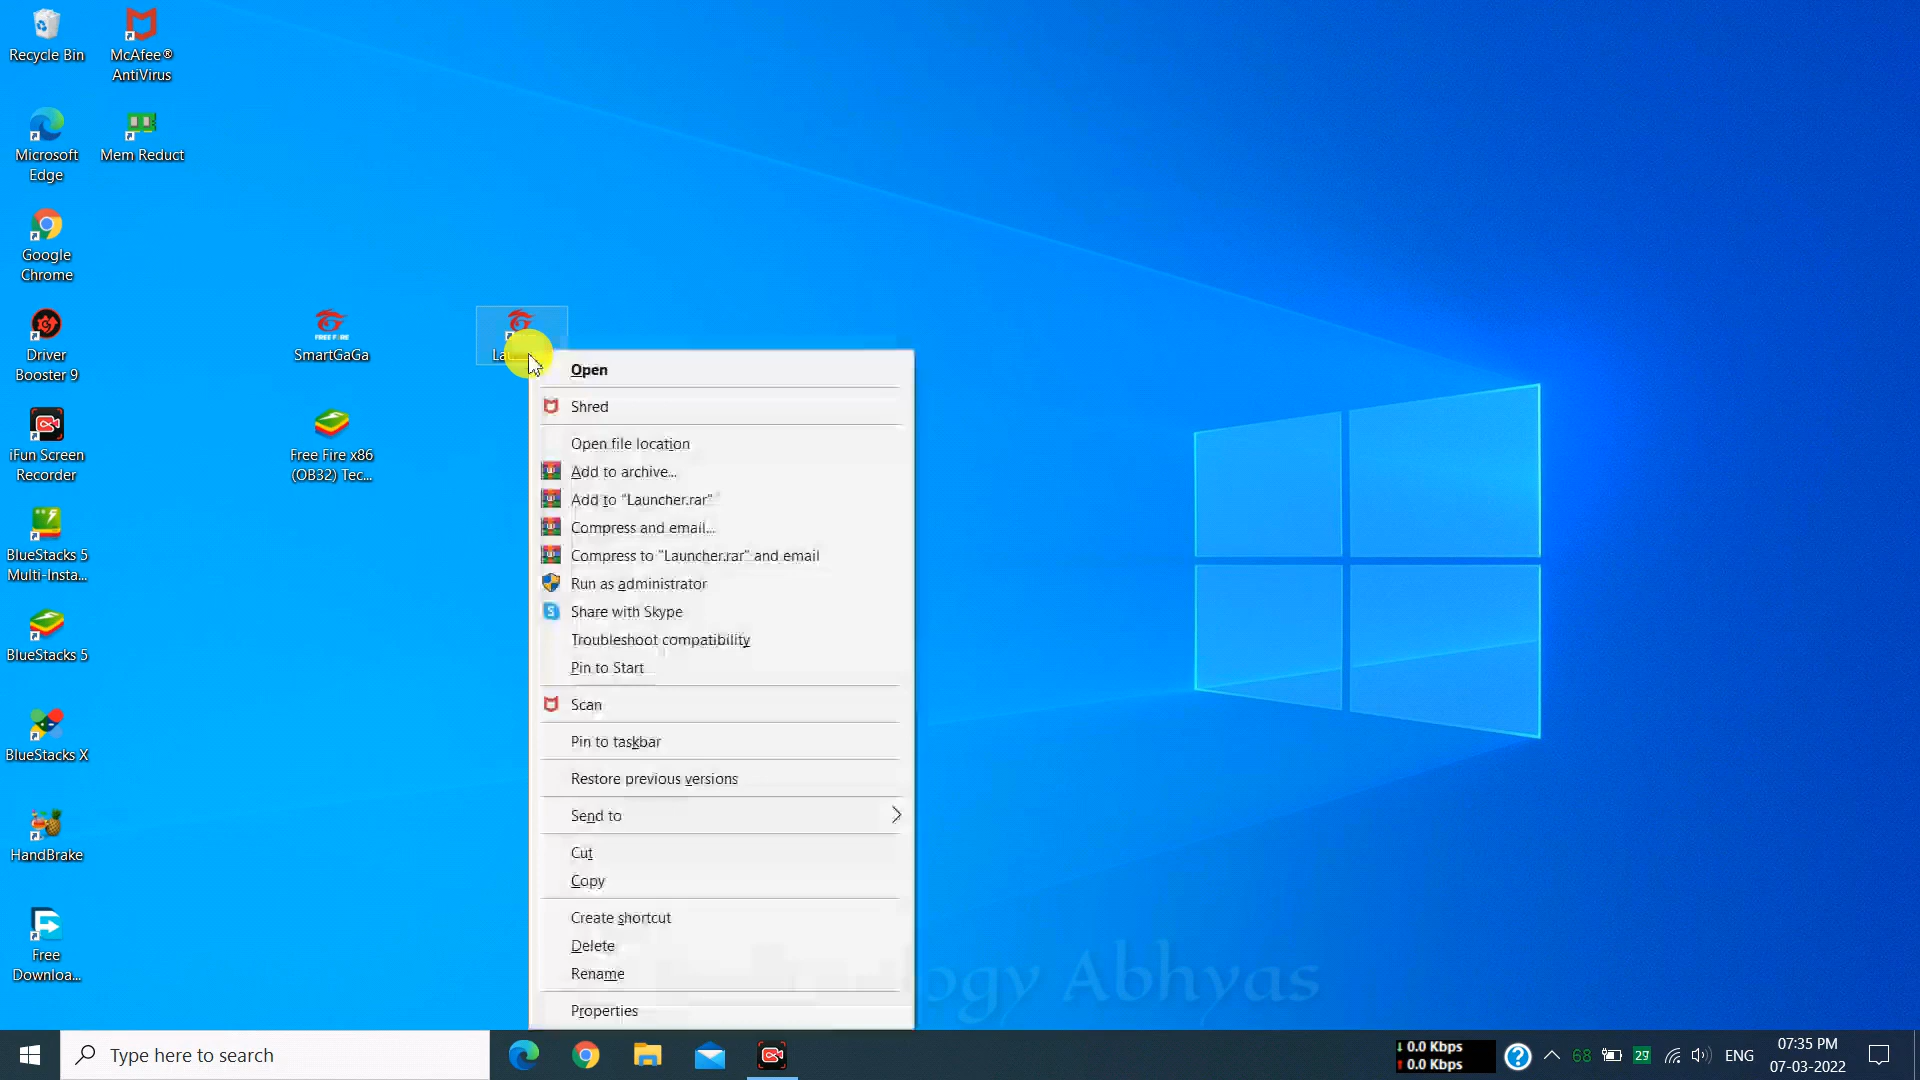 Recycle Bin
McAfee®
AntiVirus
Microsoft
Edge
Mem Reduct
Google
Chrome
Driver
Booster 9
FREE FIRE
SmartGaGa
iFun Screen
Recorder
Free Fire x86
(OB32) Tec...
BlueStacks 5
Multi-Insta...
BlueStacks 5
BlueStacks X
HandBrake
Free
Downloa...
Open
Shred
Open file location
Add to archive...
Add to "Launcher.rar"
Compress and email...
Compress to "Launcher.rar" and email
Run as administrator
Share with Skype
Troubleshoot compatibility
Pin to Start
Scan
Pin to taskbar
Restore previous versions
Send to
Cut
Copy
Create shortcut
Delete
Rename
Properties
ogy Abhyas
Type here to search
0.0 Kbps
0.0 Kbps
68
29
ENG
07:35 PM
07-03-2022